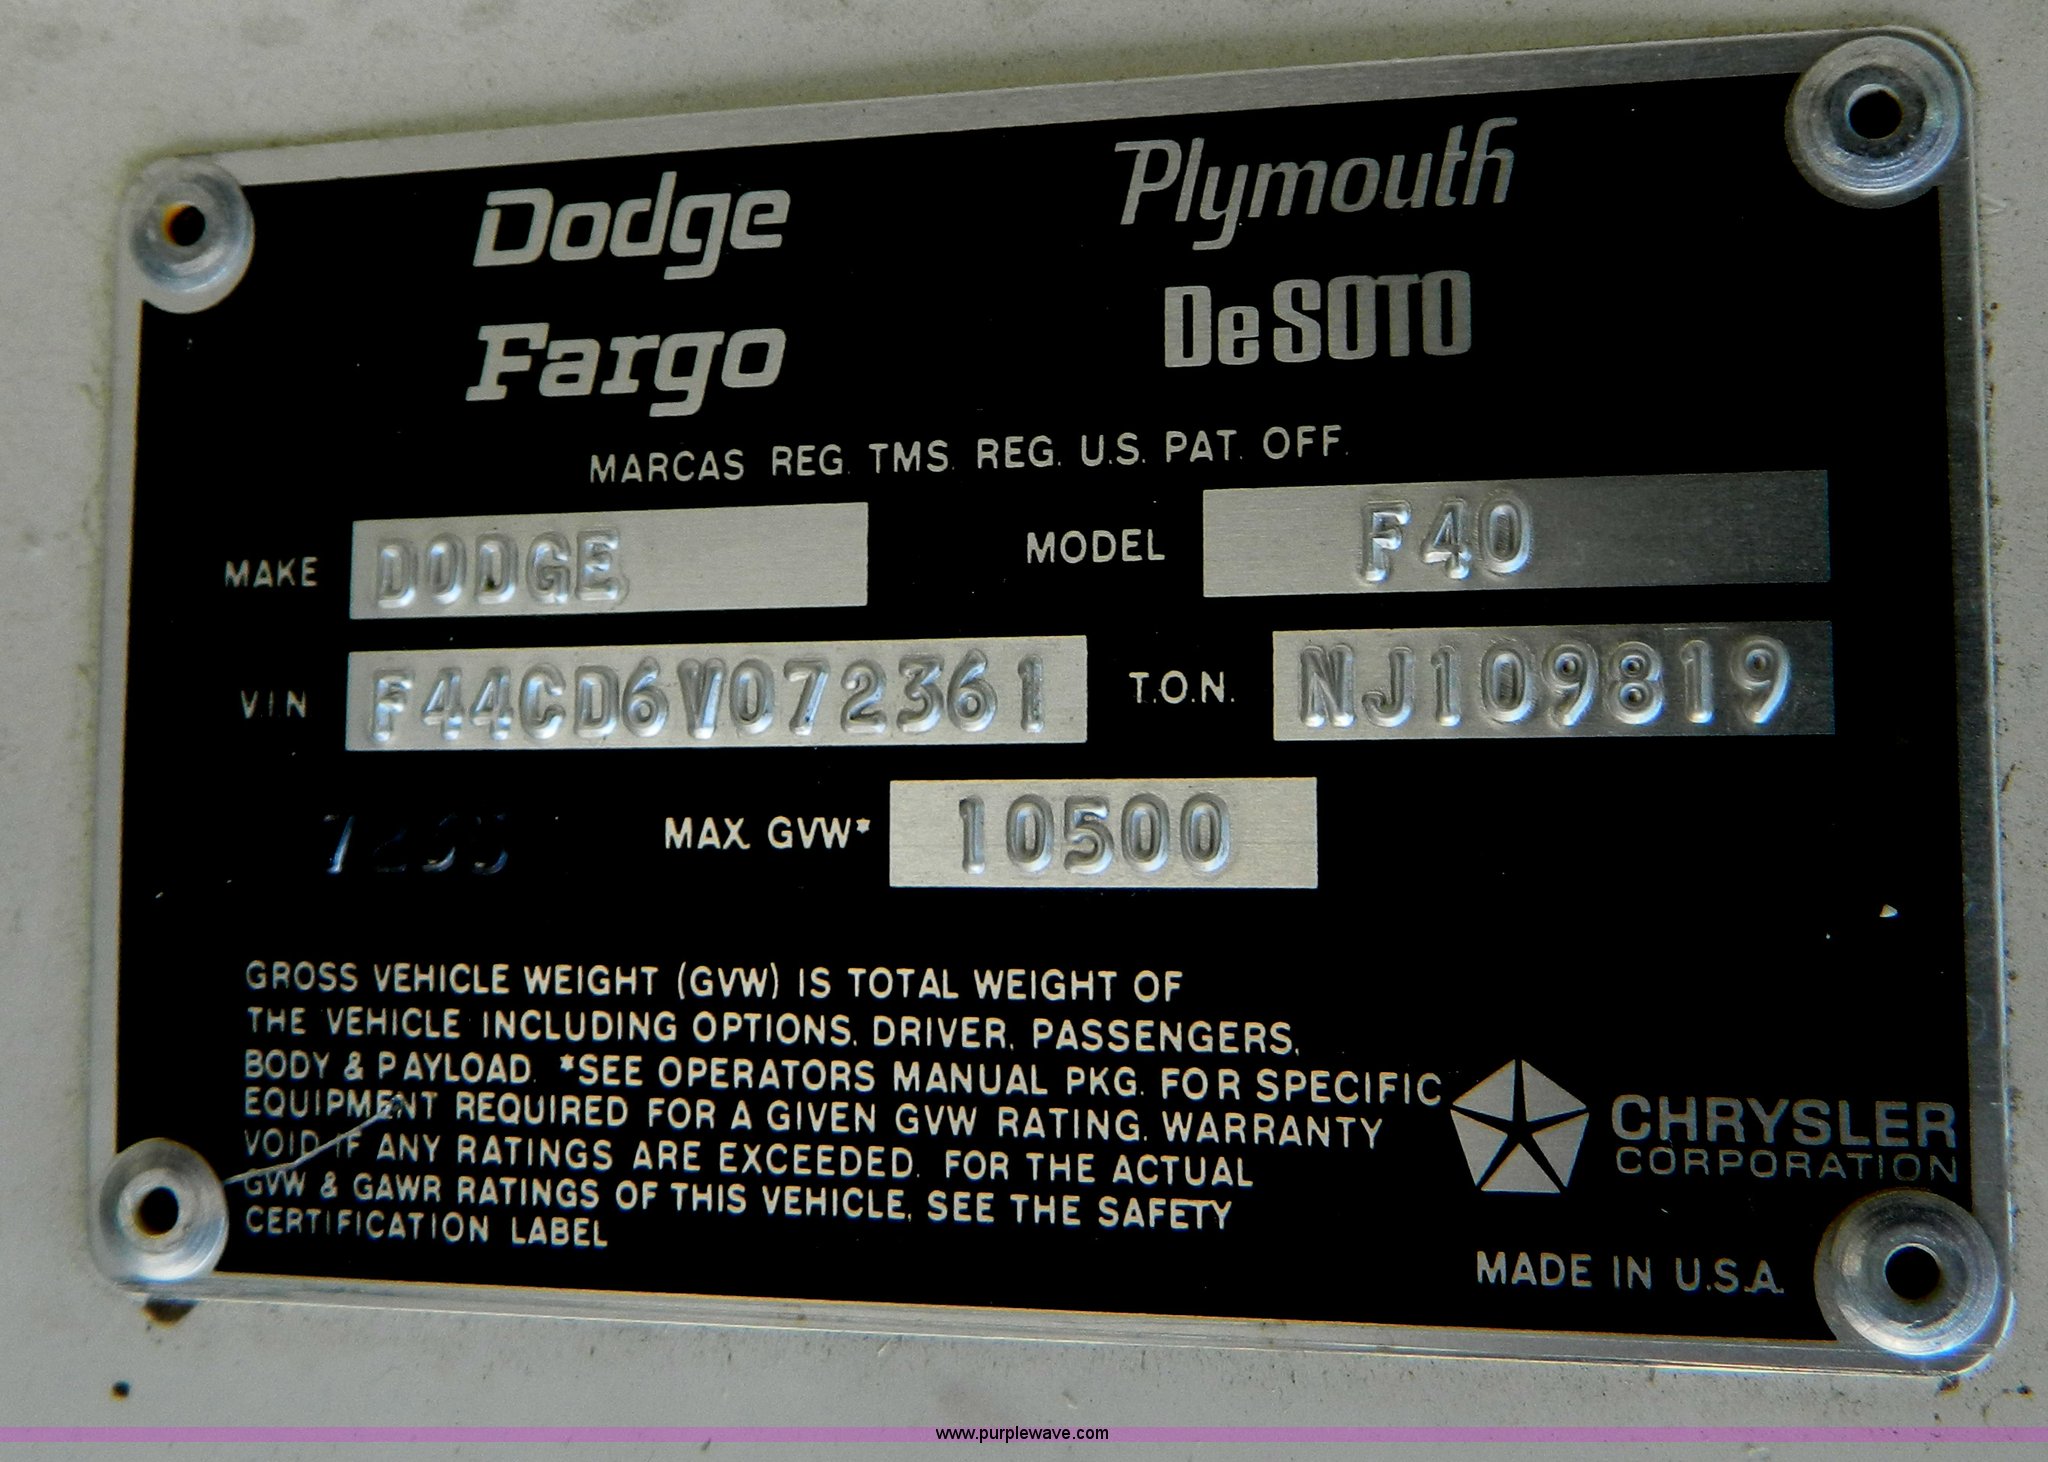 Dodge Plymouth
Fargo DeSOTO
MARCAS REG. TMS. REG. U.S. PAT. OFF.
MAKE DODGE MODEL F40
V.I.N F44CD6V072361 T.O.N. NJ109819
MAX. GVW* 10500
GROSS VEHICLE WEIGHT (GVW) IS TOTAL WEIGHT OF
THE VEHICLE INCLUDING OPTIONS, DRIVER, PASSENGERS,
BODY & PAYLOAD. *SEE OPERATORS MANUAL PKG. FOR SPECIFIC
EQUIPMENT REQUIRED FOR A GIVEN GVW RATING. WARRANTY
VOID IF ANY RATINGS ARE EXCEEDED. FOR THE ACTUAL
GVW & GAWR RATINGS OF THIS VEHICLE, SEE THE SAFETY
CERTIFICATION LABEL
CHRYSLER
CORPORATION
MADE IN U.S.A.
www.purplewave.com